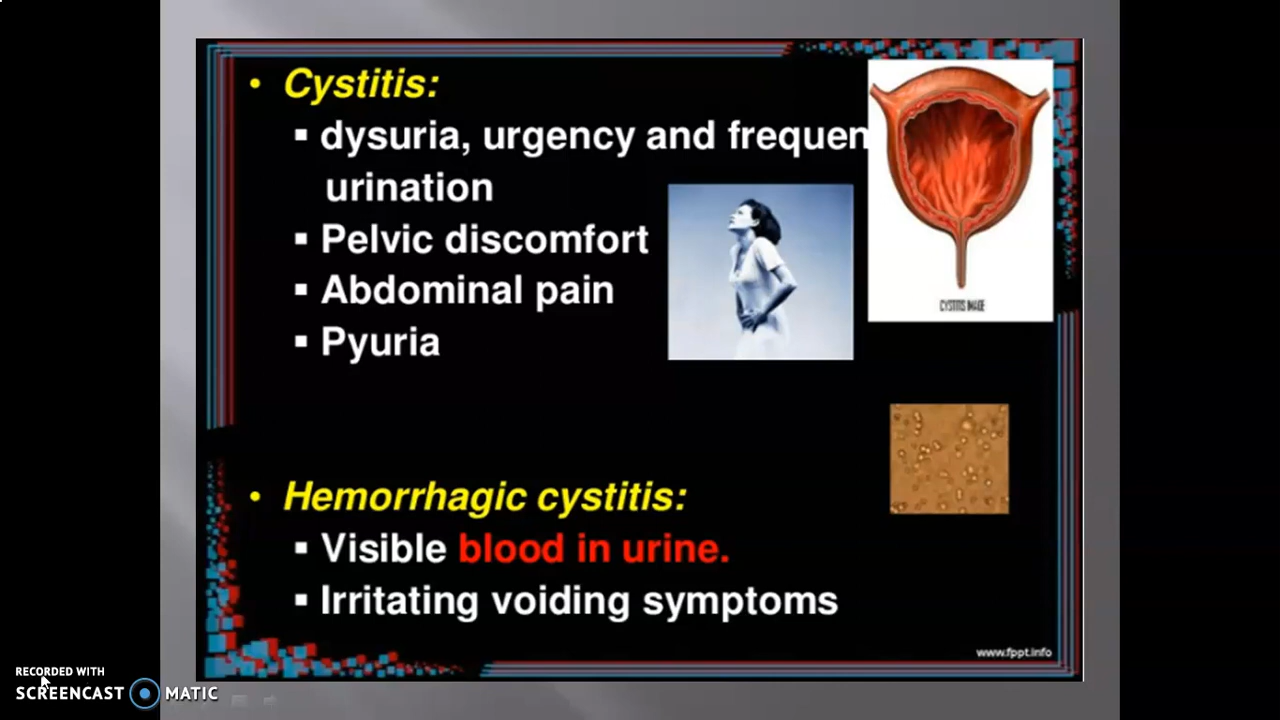 • Cystitis:
▪ dysuria, urgency and frequen
urination
▪ Pelvic discomfort
▪ Abdominal pain
▪ Pyuria
CYSTITIS IMAGE
• Hemorrhagic cystitis:
▪ Visible blood in urine.
▪ Irritating voiding symptoms
www.fppt.info
RECORDED WITH
SCREENCAST MATIC